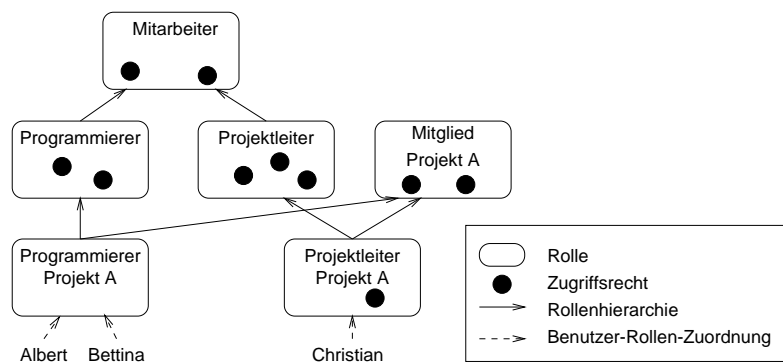 Mitarbeiter
Programmierer
Projektleiter
Mitglied
Projekt A
Programmierer
Projekt A
Projektleiter
Projekt A
Albert
Bettina
Christian
Rolle
Zugriffsrecht
Rollenhierarchie
Benutzer-Rollen-Zuordnung